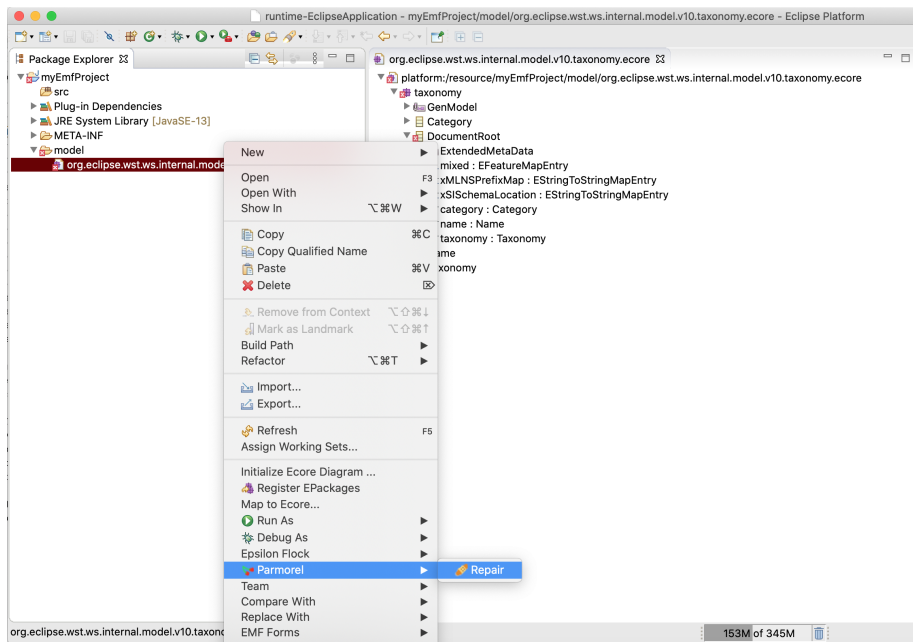 runtime-EclipseApplication - myEmfProject/model/org.eclipse.wst.ws.internal.model.v10.taxonomy.ecore - Eclipse Platform
Package Explorer
myEmfProject
src
Plug-in Dependencies
JRE System Library [JavaSE-13]
META-INF
model
org.eclipse.wst.ws.internal.mode
org.eclipse.wst.ws.internal.model.v10.taxonomy.ecore
platform:/resource/myEmfProject/model/org.eclipse.wst.ws.internal.model.v10.taxonomy.ecore
taxonomy
GenModel
Category
DocumentRoot
ExtendedMetaData
mixed : EFeatureMapEntry
xMLNSPrefixMap : EStringToStringMapEntry
xSISchemaLocation : EStringToStringMapEntry
category : Category
name : Name
taxonomy : Taxonomy
ame
xonomy
New
Open F3
Open With
Show In ⌥⌘W
Copy ⌘C
Copy Qualified Name
Paste ⌘V
Delete ⌦
Remove from Context ⌥⇧⌘↓
Mark as Landmark ⌥⇧⌘↑
Build Path
Refactor ⌥⌘T
Import...
Export...
Refresh F5
Assign Working Sets...
Initialize Ecore Diagram ...
Register EPackages
Map to Ecore...
Run As
Debug As
Epsilon Flock
Parmorel
Repair
Team
Compare With
Replace With
EMF Forms
org.eclipse.wst.ws.internal.model.v10.taxono
153M of 345M